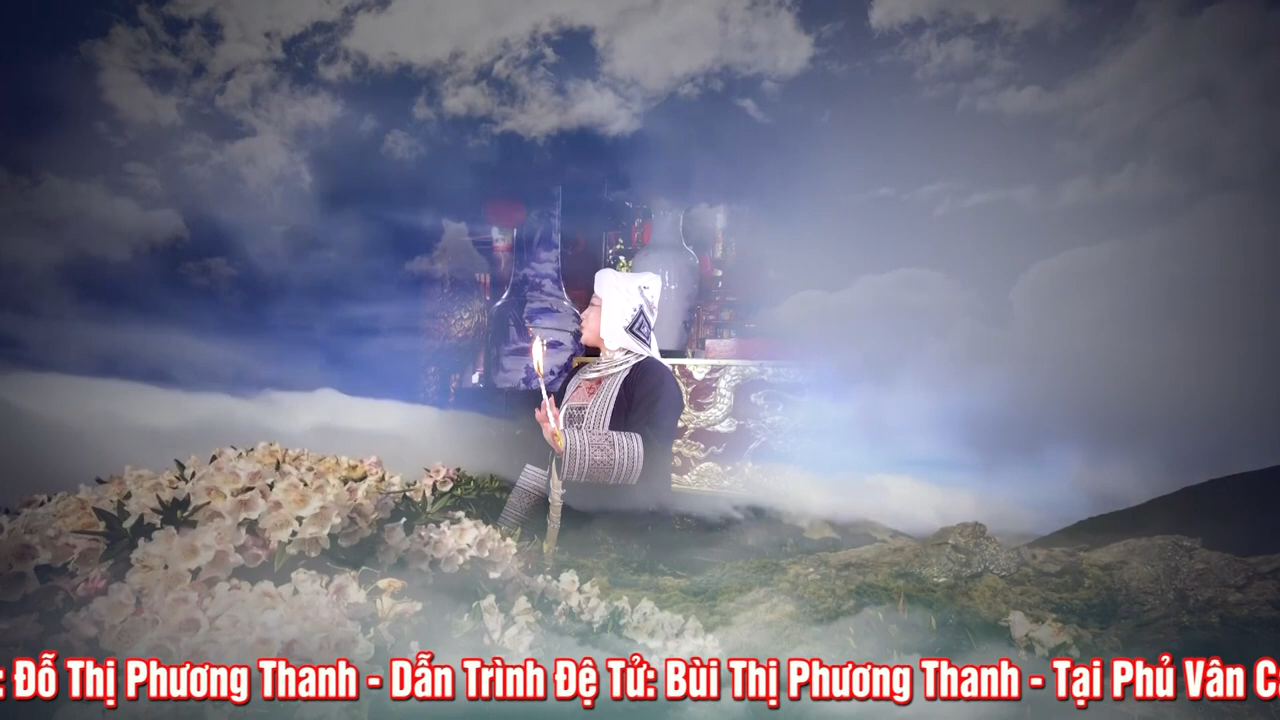 : Đỗ Thị Phương Thanh - Dẫn Trình Đệ Tử: Bùi Thị Phương Thanh - Tại Phủ Vân